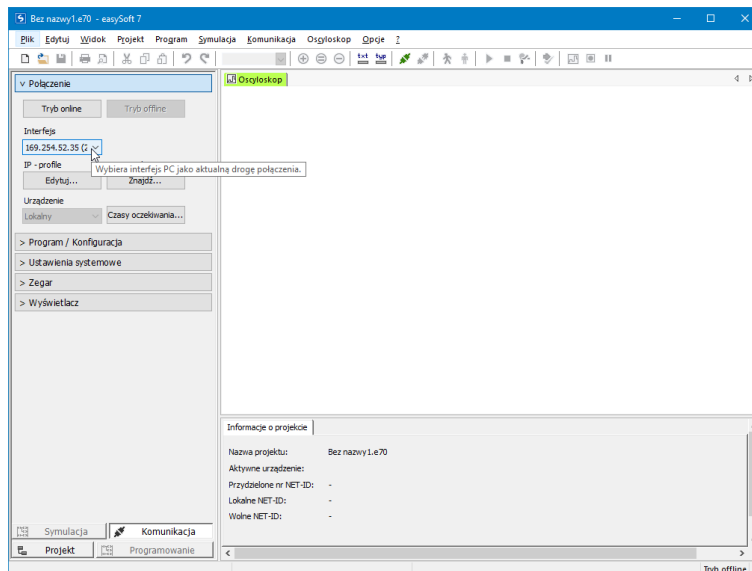 Bez nazwy1.e70 - easySoft 7
Plik Edytuj Widok Projekt Program Symulacja Komunikacja Oscyloskop Opcje ?
txt typ
Połączenie
Oscyloskop
Tryb online Tryb offline
Interfejs
169.254.52.35 (2
Wybiera interfejs PC jako aktualną drogę połączenia.
IP - profile
Edytuj... Znajdź...
Urządzenie
Lokalny Czasy oczekiwania...
> Program / Konfiguracja
> Ustawienia systemowe
> Zegar
> Wyświetlacz
Informacje o projekcie
Nazwa projektu: Bez nazwy1.e70
Aktywne urządzenie:
Przydzielone nr NET-ID: -
Lokalne NET-ID: -
Wolne NET-ID: -
Symulacja Komunikacja
Projekt Programowanie
Tryb offline